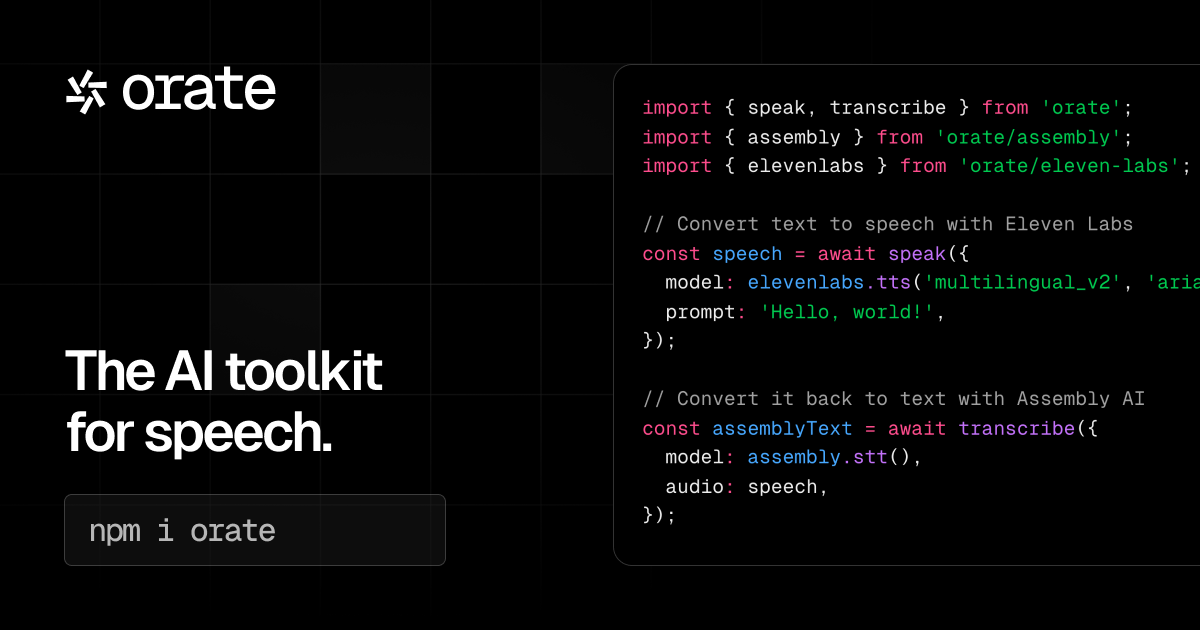 orate
The AI toolkit
for speech.
npm i orate
import { speak, transcribe } from 'orate';
import { assembly } from 'orate/assembly';
import { elevenlabs } from 'orate/eleven-labs';
// Convert text to speech with Eleven Labs
const speech = await speak({
  model: elevenlabs.tts('multilingual_v2', 'aria
  prompt: 'Hello, world!',
});
// Convert it back to text with Assembly AI
const assemblyText = await transcribe({
  model: assembly.stt(),
  audio: speech,
});